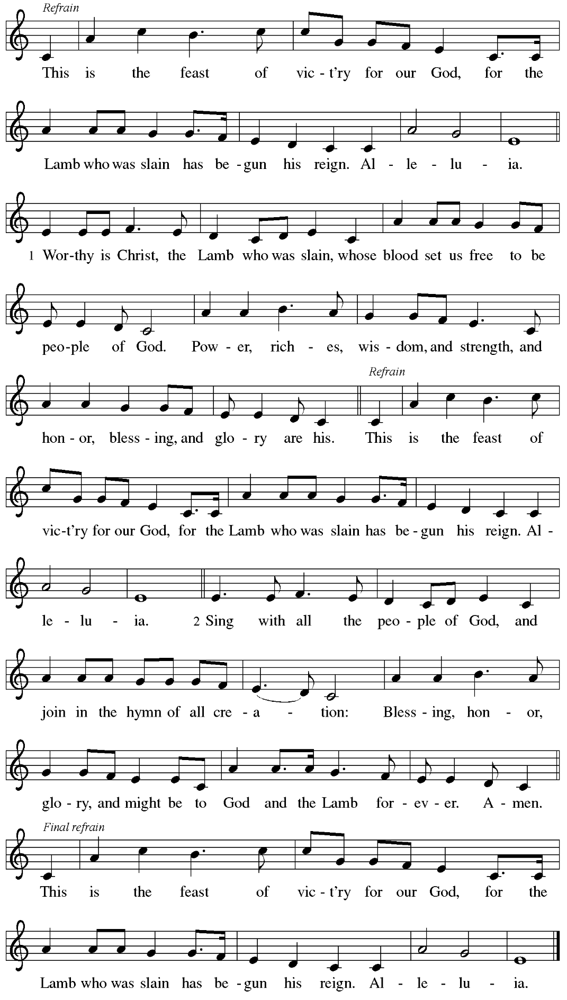 Refrain
This is the feast of vic - t’ry for our God, for the
Lamb who was slain has be - gun his reign. Al - le - lu - ia.
1 Wor - thy is Christ, the Lamb who was slain, whose blood set us free to be
peo - ple of God. Pow - er, rich - es, wis - dom, and strength, and
Refrain
hon - or, bless - ing, and glo - ry are his. This is the feast of
vic - t’ry for our God, for the Lamb who was slain has be - gun his reign. Al -
le - lu - ia. 2 Sing with all the peo - ple of God, and
join in the hymn of all cre - a - tion: Bless - ing, hon - or,
glo - ry, and might be to God and the Lamb for - ev - er. A - men.
Final refrain
This is the feast of vic - t’ry for our God, for the
Lamb who was slain has be - gun his reign. Al - le - lu - ia.